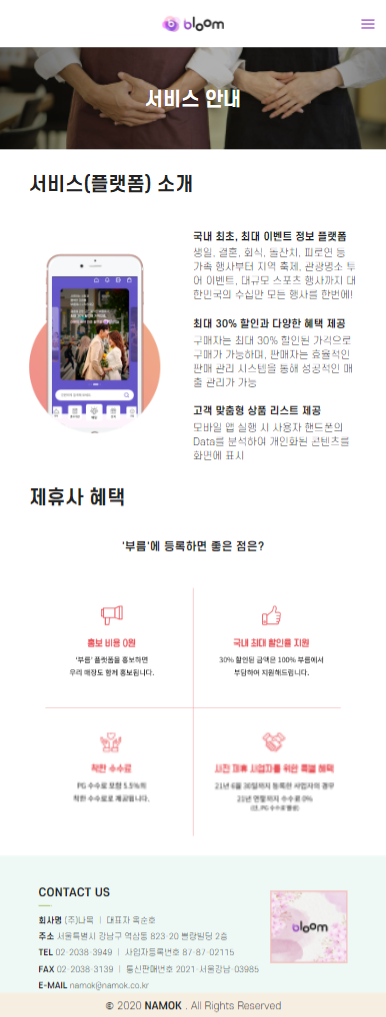 bloom
서비스 안내
서비스(플랫폼) 소개
국내 최초, 최대 이벤트 정보 플랫폼
생일, 결혼, 회식, 돌잔치, 피로연 등
가족 행사부터 지역 축제, 관광명소 투
어 이벤트, 대규모 스포츠 행사까지 대
한민국의 수십만 모든 행사를 한번에!
최대 30% 할인과 다양한 혜택 제공
구매자는 최대 30% 할인된 가격으로
구매가 가능하며, 판매자는 효율적인
판매 관리 시스템을 통해 성공적인 매
출 관리가 가능
고객 맞춤형 상품 리스트 제공
모바일 앱 실행 시 사용자 핸드폰의
Data를 분석하여 개인화된 콘텐츠를
화면에 표시
제휴사 혜택
'부름'에 등록하면 좋은 점은?
홍보 비용 0원
'부름' 플랫폼을 홍보하면
우리 매장도 함께 홍보됩니다.
국내 최대 할인률 지원
30% 할인된 금액은 100% 부름에서
부담하여 지원해드립니다.
착한 수수료
PG 수수료 포함 5.5%의
착한 수수료로 제공됩니다.
사전 제휴 사업자를 위한 특별 혜택
21년 6월 30일까지 등록한 사업자의 경우
21년 연말까지 수수료 0%
(단, PG 수수료 별도)
CONTACT US
회사명 (주)나목 | 대표자 목순호
주소 서울특별시 강남구 역삼동 823-20 뽄랑빌딩 2층
TEL 02-2038-3949 | 사업자등록번호 87-87-02115
FAX 02-2038-3139 | 통신판매번호 2021-서울강남-03985
E-MAIL namok@namok.co.kr
bloom
© 2020 NAMOK . All Rights Reserved